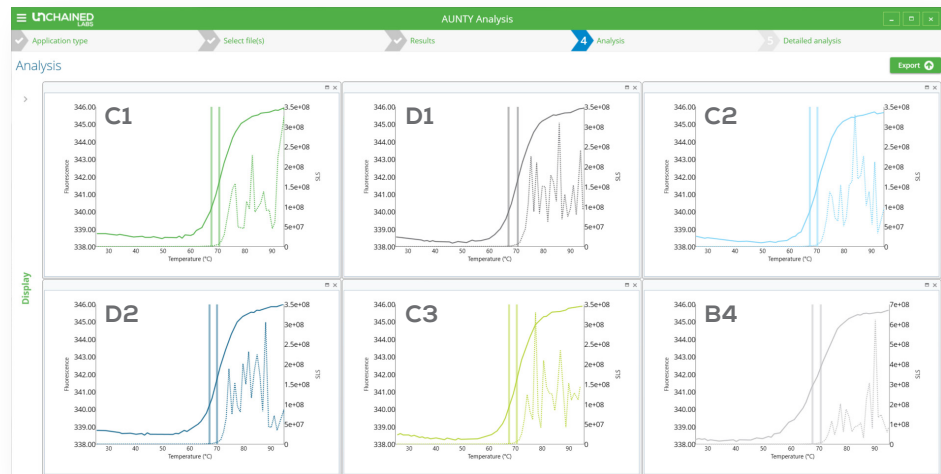 UNCHAINED LABS
AUNTY Analysis
Application type
Select file(s)
Results
4 Analysis
5 Detailed analysis
Analysis
Export
Display
C1
346.00
345.00
344.00
343.00
342.00
341.00
340.00
339.00
338.00
Fluorescence
3.5e+08
3e+08
2.5e+08
2e+08
1.5e+08
1e+08
5e+07
0
SLS
30 40 50 60 70 80 90
Temperature (°C)
D1
346.00
345.00
344.00
343.00
342.00
341.00
340.00
339.00
338.00
Fluorescence
3.5e+08
3e+08
2.5e+08
2e+08
1.5e+08
1e+08
5e+07
0
SLS
30 40 50 60 70 80 90
Temperature (°C)
C2
346.00
345.00
344.00
343.00
342.00
341.00
340.00
339.00
338.00
Fluorescence
3.5e+08
3e+08
2.5e+08
2e+08
1.5e+08
1e+08
5e+07
0
SLS
30 40 50 60 70 80 90
Temperature (°C)
D2
346.00
345.00
344.00
343.00
342.00
341.00
340.00
339.00
338.00
Fluorescence
3.5e+08
3e+08
2.5e+08
2e+08
1.5e+08
1e+08
5e+07
0
SLS
30 40 50 60 70 80 90
Temperature (°C)
C3
346.00
345.00
344.00
343.00
342.00
341.00
340.00
339.00
338.00
Fluorescence
3.5e+08
3e+08
2.5e+08
2e+08
1.5e+08
1e+08
5e+07
0
SLS
30 40 50 60 70 80 90
Temperature (°C)
B4
346.00
345.00
344.00
343.00
342.00
341.00
340.00
339.00
338.00
Fluorescence
7e+08
6e+08
5e+08
4e+08
3e+08
2e+08
1e+08
0
SLS
30 40 50 60 70 80 90
Temperature (°C)